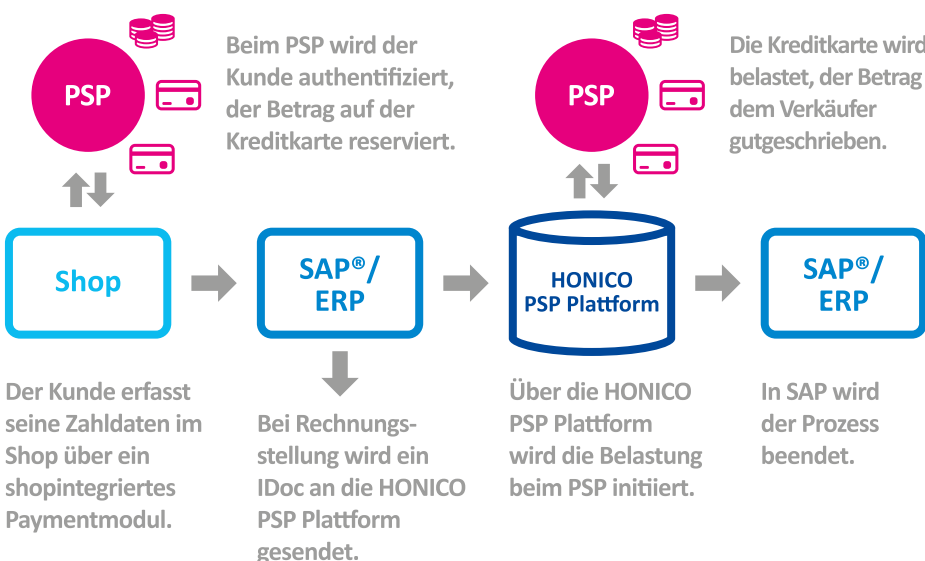 PSP
Beim PSP wird der
Kunde authentifiziert,
der Betrag auf der
Kreditkarte reserviert.
PSP
Die Kreditkarte wird
belastet, der Betrag
dem Verkäufer
gutgeschrieben.
Shop
SAP®/
ERP
HONICO
PSP Plattform
SAP®/
ERP
Der Kunde erfasst
seine Zahldaten im
Shop über ein
shopintegriertes
Paymentmodul.
Bei Rechnungs-
stellung wird ein
IDoc an die HONICO
PSP Plattform
gesendet.
Über die HONICO
PSP Plattform
wird die Belastung
beim PSP initiiert.
In SAP wird
der Prozess
beendet.